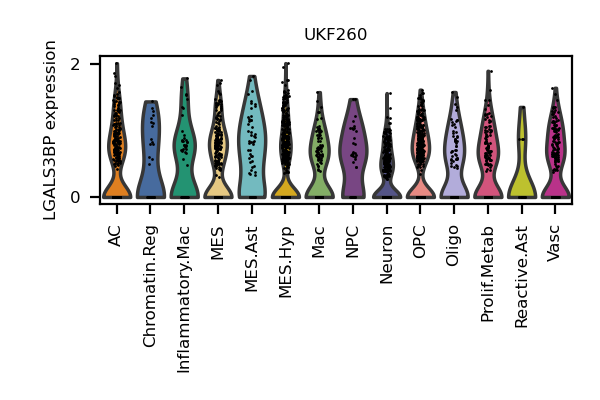 UKF260
LGALS3BP expression
2
0
AC
Chromatin.Reg
Inflammatory.Mac
MES
MES.Ast
MES.Hyp
Mac
NPC
Neuron
OPC
Oligo
Prolif.Metab
Reactive.Ast
Vasc